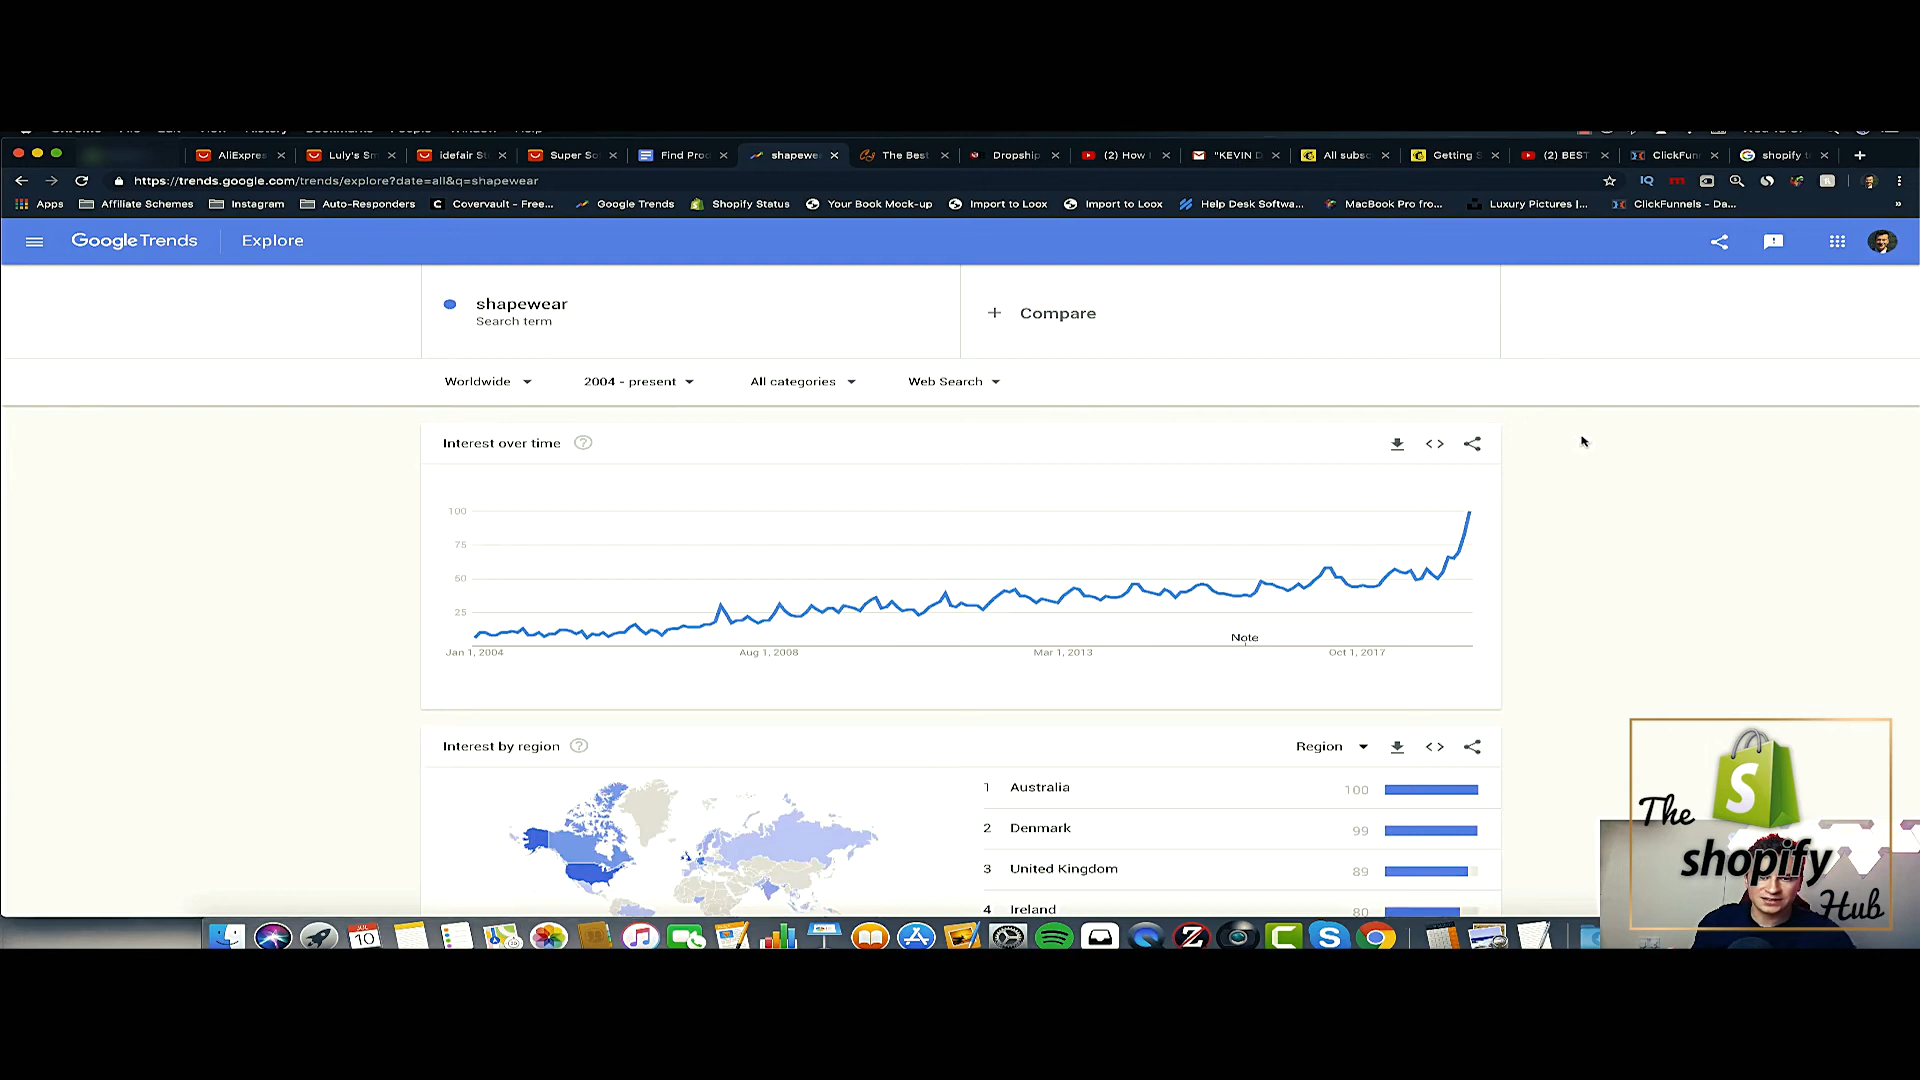 AliExpre
Luly's Sm
idefair St
Super So
Find Proc
shapewe
The Best
Dropship
(2) How I
"KEVIN D
All subsc
Getting S
(2) BEST
ClickFun
shopify t
https://trends.google.com/trends/explore?date=all&q=shapewear
Apps
Affiliate Schemes
Instagram
Auto-Responders
Covervault - Free...
Google Trends
Shopify Status
Your Book Mock-up
Import to Loox
Import to Loox
Help Desk Softwa...
MacBook Pro fro...
Luxury Pictures |...
ClickFunnels - Da...
»
Google Trends
Explore
shapewear
Search term
+ Compare
Worldwide
2004 - present
All categories
Web Search
Interest over time
100
75
50
25
Note
Jan 1, 2004
Aug 1, 2008
Mar 1, 2013
Oct 1, 2017
Interest by region
Region
1 Australia 100
2 Denmark 99
3 United Kingdom 89
4 Ireland 80
JUL
10
The
shopify
Hub